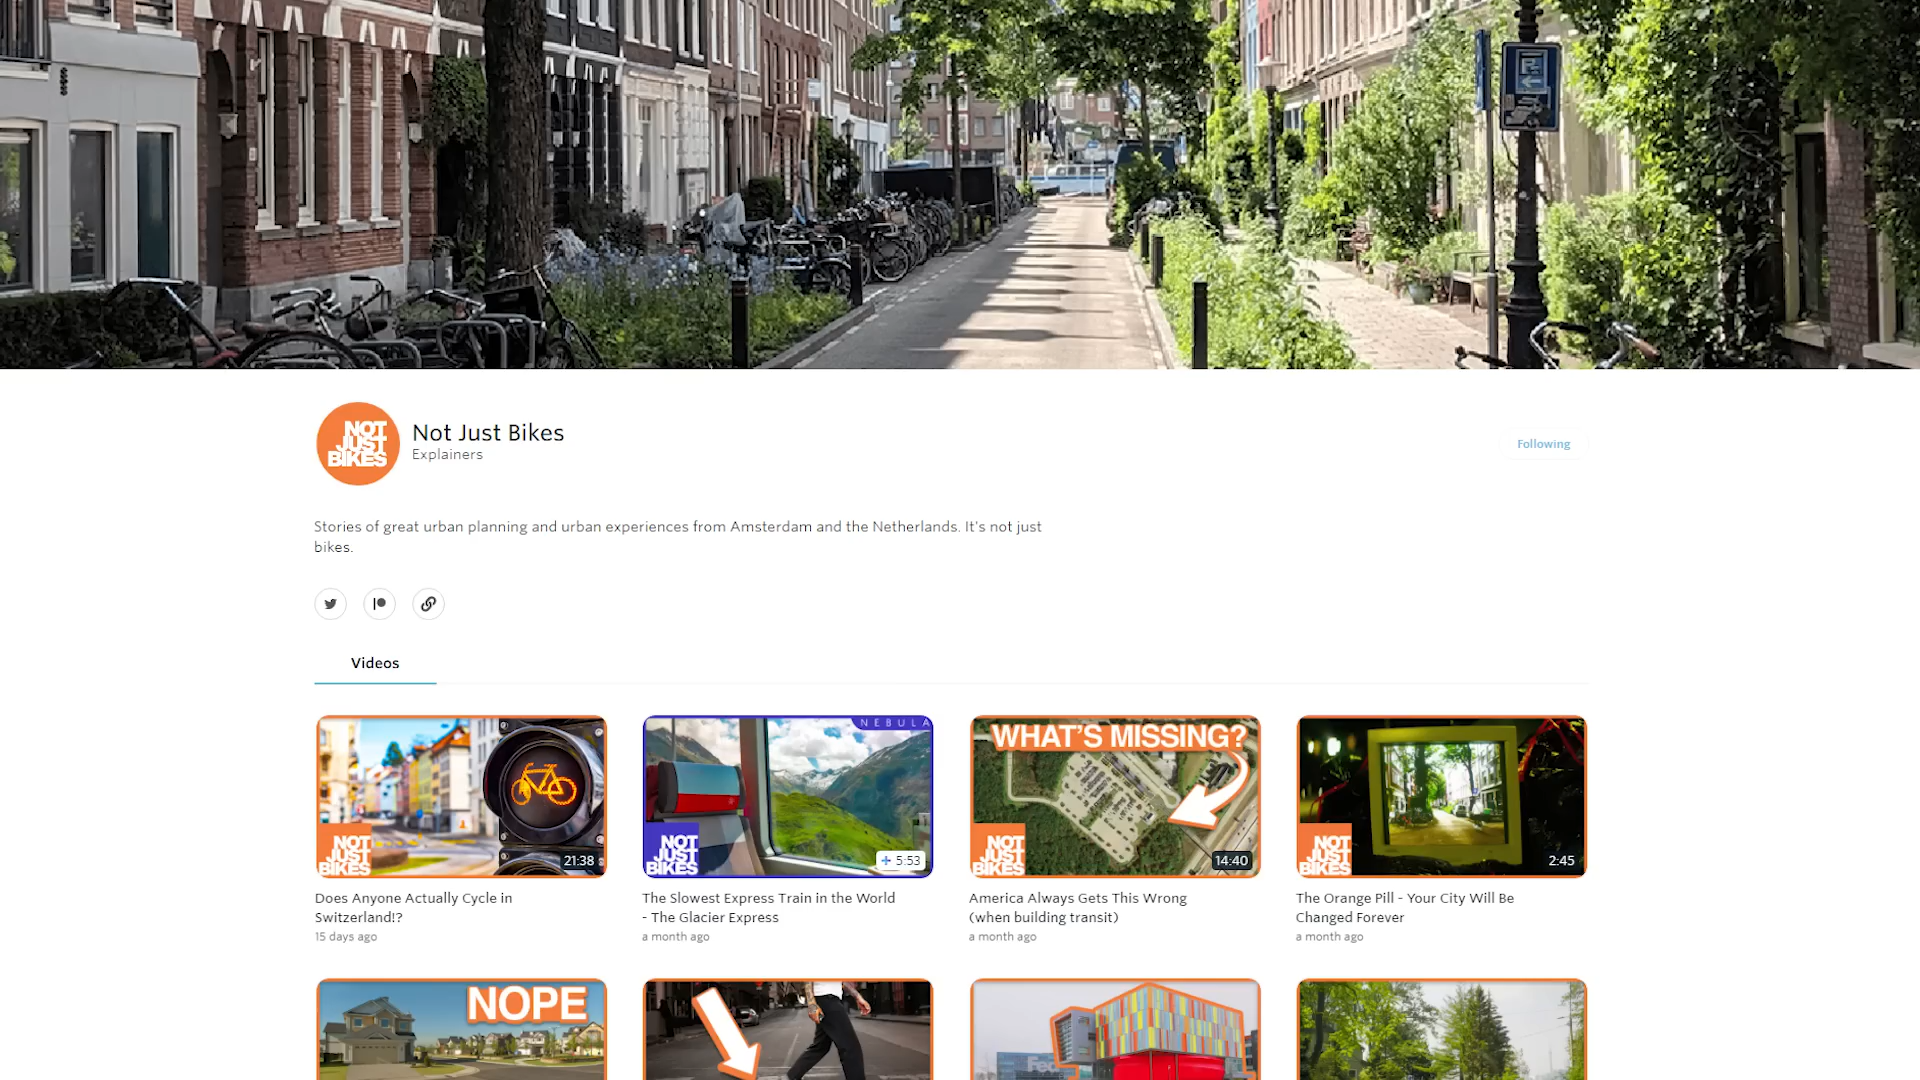 P
NOT
JUST
BIKES
Not Just Bikes
Explainers
Following
Stories of great urban planning and urban experiences from Amsterdam and the Netherlands. It's not just
bikes.
Videos
NOT
JUST
BIKES
21:38
NEBULA
NOT
JUST
BIKES
+ 5:53
WHAT'S MISSING?
NOT
JUST
BIKES
14:40
NOT
JUST
BIKES
2:45
Does Anyone Actually Cycle in
Switzerland!?
15 days ago
The Slowest Express Train in the World
- The Glacier Express
a month ago
America Always Gets This Wrong
(when building transit)
a month ago
The Orange Pill - Your City Will Be
Changed Forever
a month ago
NOPE
FedEx